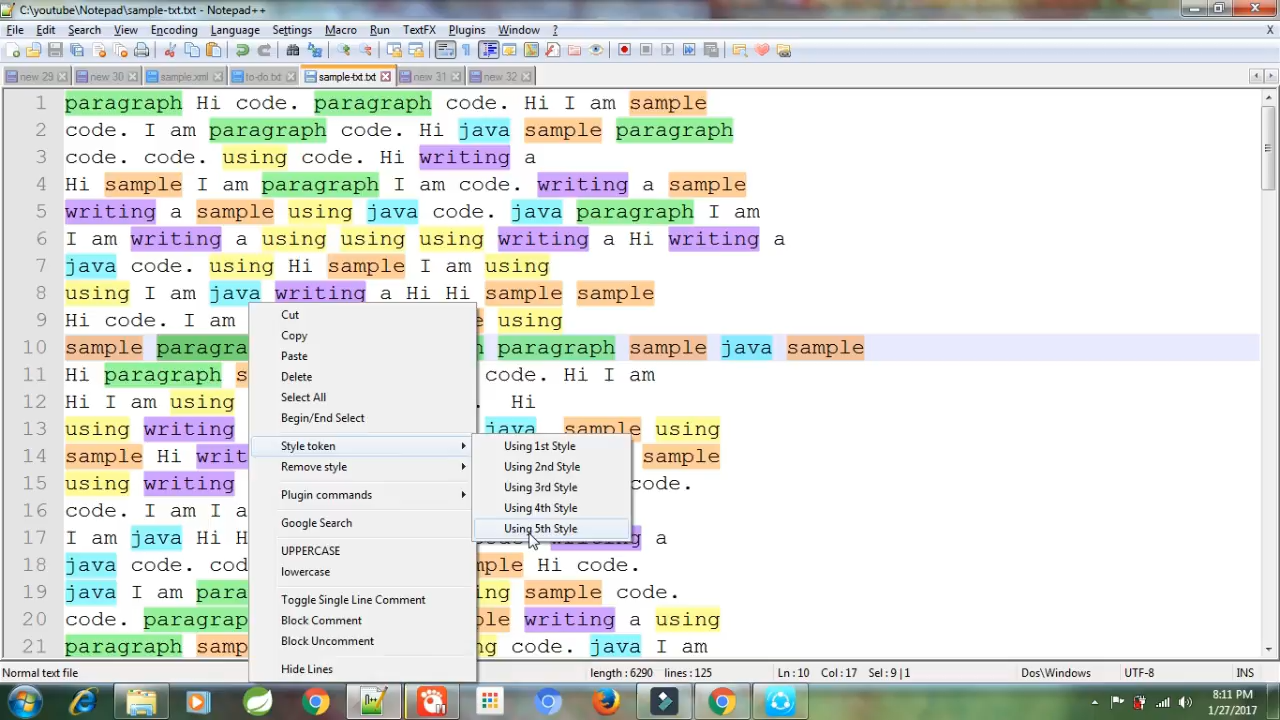 C:\youtube\Notepad\sample-txt.txt - Notepad++
File Edit Search View Encoding Language Settings Macro Run TextFX Plugins Window ? X
new 29 new 30 sample.xml to-do.txt sample-txt.txt new 31 new 32
1 paragraph Hi code. paragraph code. Hi I am sample
2 code. I am paragraph code. Hi java sample paragraph
3 code. code. using code. Hi writing a
4 Hi sample I am paragraph I am code. writing a sample
5 writing a sample using java code. java paragraph I am
6 I am writing a using using using writing a Hi writing a
7 java code. using Hi sample I am using
8 using I am java writing a Hi Hi sample sample
9 Hi code. I am using
10 sample paragra paragraph sample java sample
11 Hi paragraph code. Hi I am
12 Hi I am using Hi
13 using writing java sample using
14 sample Hi writ sample
15 using writing code.
16 code. I am I a
17 I am java Hi H a
18 java code. cod mple Hi code.
19 java I am para ng sample code.
20 code. paragrap le writing a using
21 paragraph samp ng code. java I am
Cut
Copy
Paste
Delete
Select All
Begin/End Select
Style token
Remove style
Plugin commands
Google Search
UPPERCASE
lowercase
Toggle Single Line Comment
Block Comment
Block Uncomment
Hide Lines
Using 1st Style
Using 2nd Style
Using 3rd Style
Using 4th Style
Using 5th Style
Normal text file length : 6290 lines : 125 Ln : 10 Col : 17 Sel : 9 | 1 Dos\Windows UTF-8 INS
8:11 PM
1/27/2017